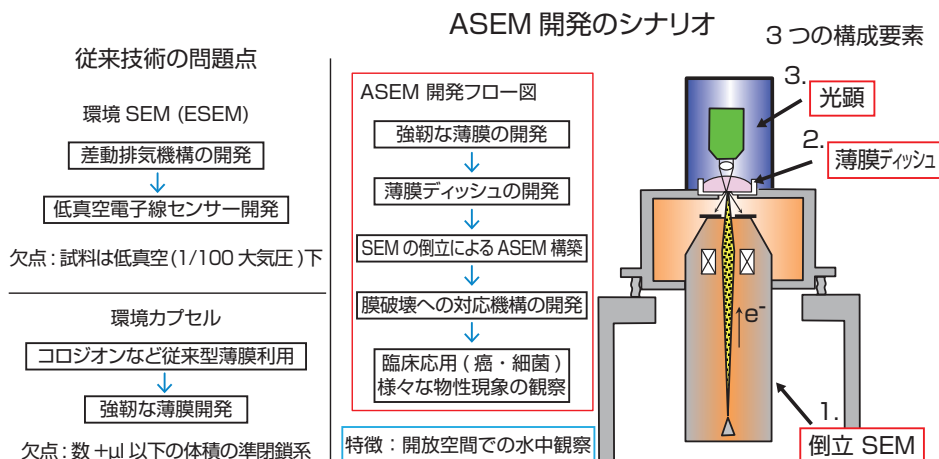 ASEM 開発のシナリオ
従来技術の問題点
環境 SEM (ESEM)
差動排気機構の開発
低真空電子線センサー開発
欠点 : 試料は低真空(1/100 大気圧)下
環境カプセル
コロジオンなど従来型薄膜利用
強靭な薄膜開発
欠点 : 数+μl 以下の体積の準閉鎖系
ASEM 開発フロー図
強靭な薄膜の開発
薄膜ディッシュの開発
SEMの倒立によるASEM 構築
膜破壊への対応機構の開発
臨床応用 ( 癌・細菌 )
様々な物性現象の観察
特徴 : 開放空間での水中観察
3 つの構成要素
3.
光顕
2.
薄膜ディッシュ
e-
1.
倒立 SEM